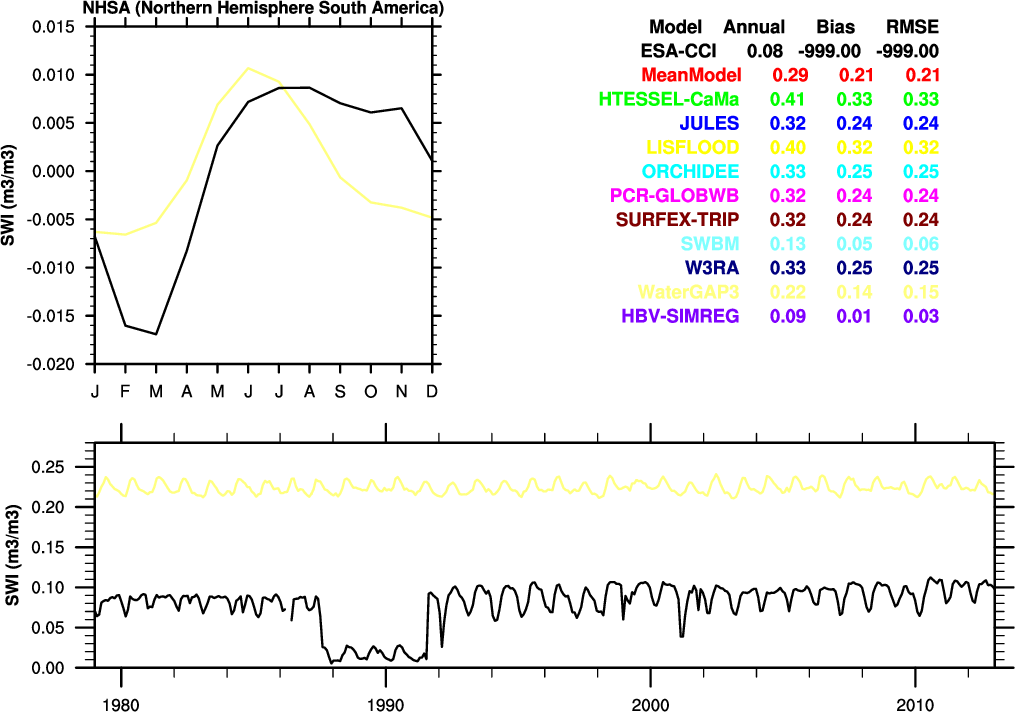 NHSA (Northern Hemisphere South America)
0.015
0.010
0.005
0.000
-0.005
-0.010
-0.015
-0.020
SWI (m3/m3)
J F M A M J J A S O N D
Model Annual Bias RMSE
ESA-CCI 0.08 -999.00 -999.00
MeanModel 0.29 0.21 0.21
HTESSEL-CaMa 0.41 0.33 0.33
JULES 0.32 0.24 0.24
LISFLOOD 0.40 0.32 0.32
ORCHIDEE 0.33 0.25 0.25
PCR-GLOBWB 0.32 0.24 0.24
SURFEX-TRIP 0.32 0.24 0.24
SWBM 0.13 0.05 0.06
W3RA 0.33 0.25 0.25
WaterGAP3 0.22 0.14 0.15
HBV-SIMREG 0.09 0.01 0.03
0.25
0.20
0.15
0.10
0.05
0.00
SWI (m3/m3)
1980 1990 2000 2010